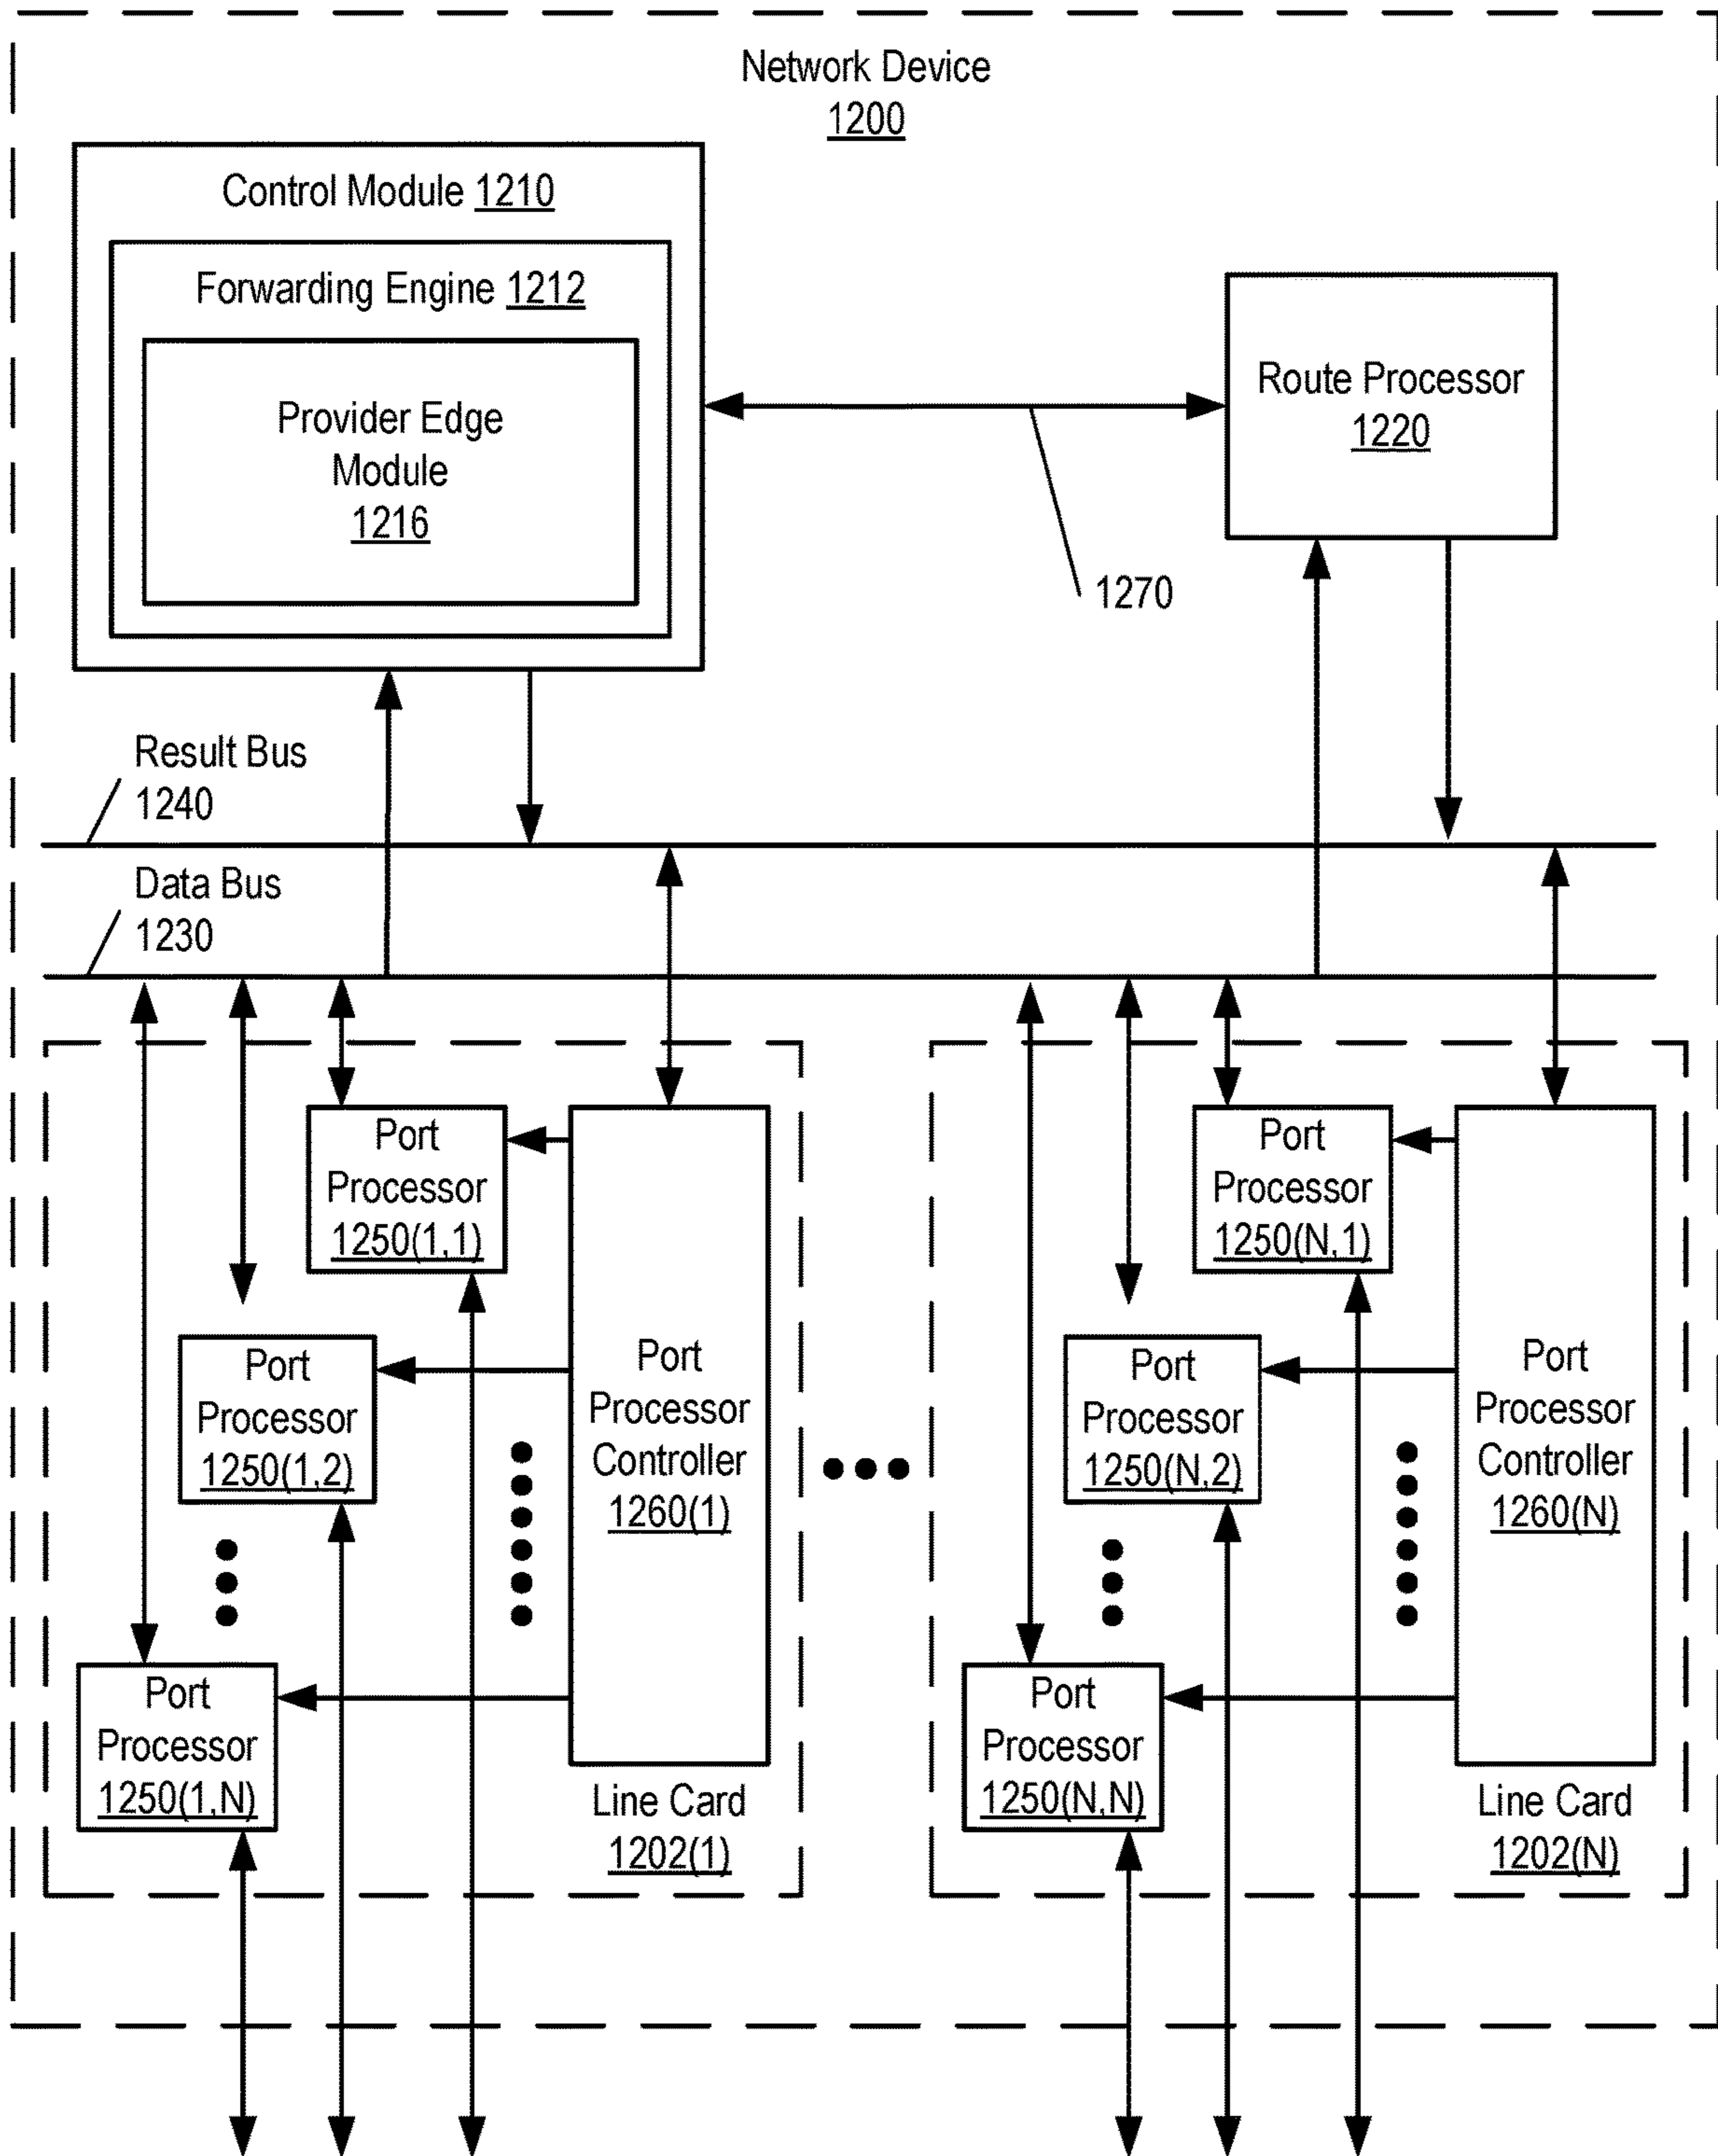 Network Device
1200
Control Module 1210
Forwarding Engine 1212
Provider Edge
Module
1216
Route Processor
1220
1270
Result Bus
1240
Data Bus
1230
Port
Processor
1250(1,1)
Port
Processor
1250(1,2)
Port
Processor
1250(1,N)
Port
Processor
Controller
1260(1)
Line Card
1202(1)
Port
Processor
1250(N,1)
Port
Processor
1250(N,2)
Port
Processor
1250(N,N)
Port
Processor
Controller
1260(N)
Line Card
1202(N)